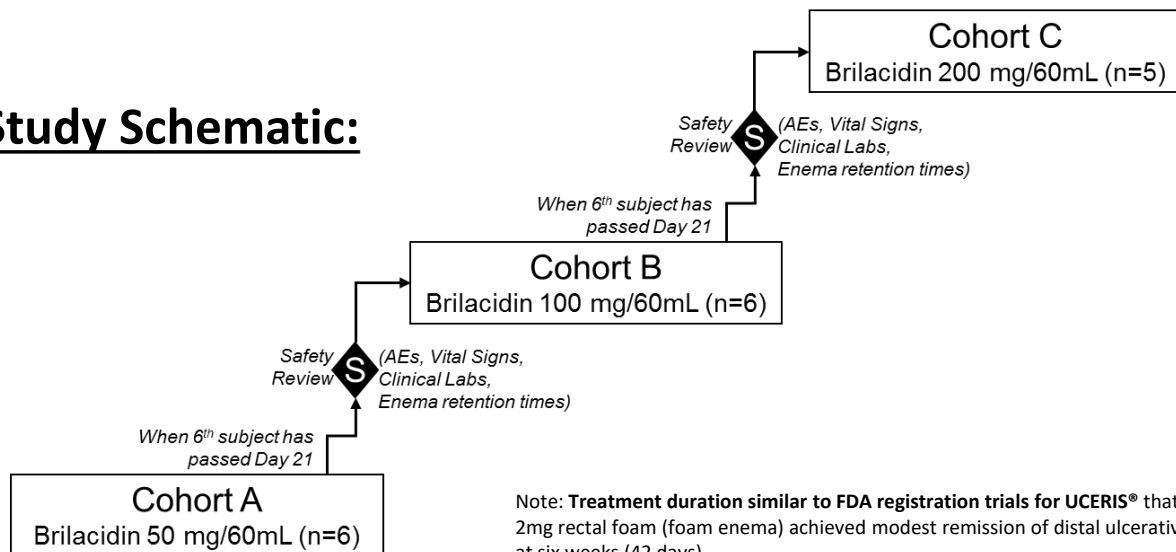 Study Schematic:
Cohort C
Brilacidin 200 mg/60mL (n=5)
Safety
Review
S
(AEs, Vital Signs,
Clinical Labs,
Enema retention times)
When 6th subject has
passed Day 21
Cohort B
Brilacidin 100 mg/60mL (n=6)
Safety
Review
S
(AEs, Vital Signs,
Clinical Labs,
Enema retention times)
When 6th subject has
passed Day 21
Cohort A
Brilacidin 50 mg/60mL (n=6)
Note: Treatment duration similar to FDA registration trials for UCERIS® that
2mg rectal foam (foam enema) achieved modest remission of distal
at six weeks (42 days)